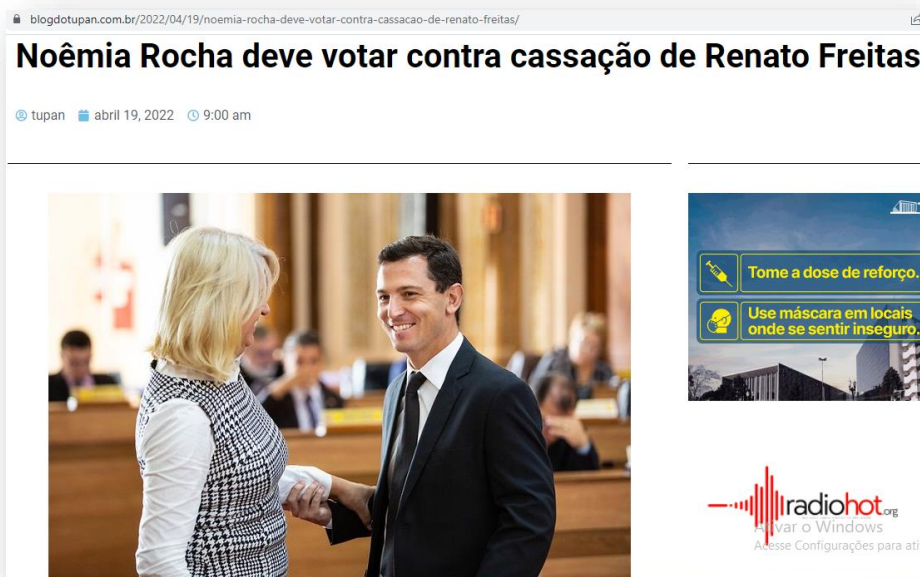 blogdotupan.com.br/2022/04/19/noemia-rocha-deve-votar-contra-cassacao-de-renato-freitas/
Noêmia Rocha deve votar contra cassação de Renato Freitas
tupan abril 19, 2022 9:00 am
Tome a dose de reforço.
Use máscara em locais
onde se sentir inseguro.
radiohot.org
Ativar o Windows
Acesse Configurações para ati